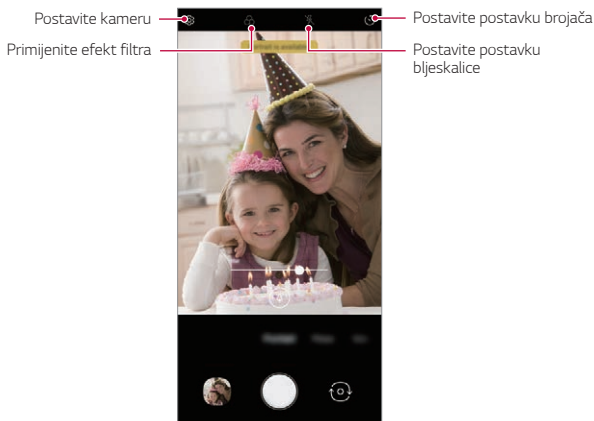 Postavite kameru
Primijenite efekt filtra
Postavite postavku brojača
Postavite postavku
bljeskalice